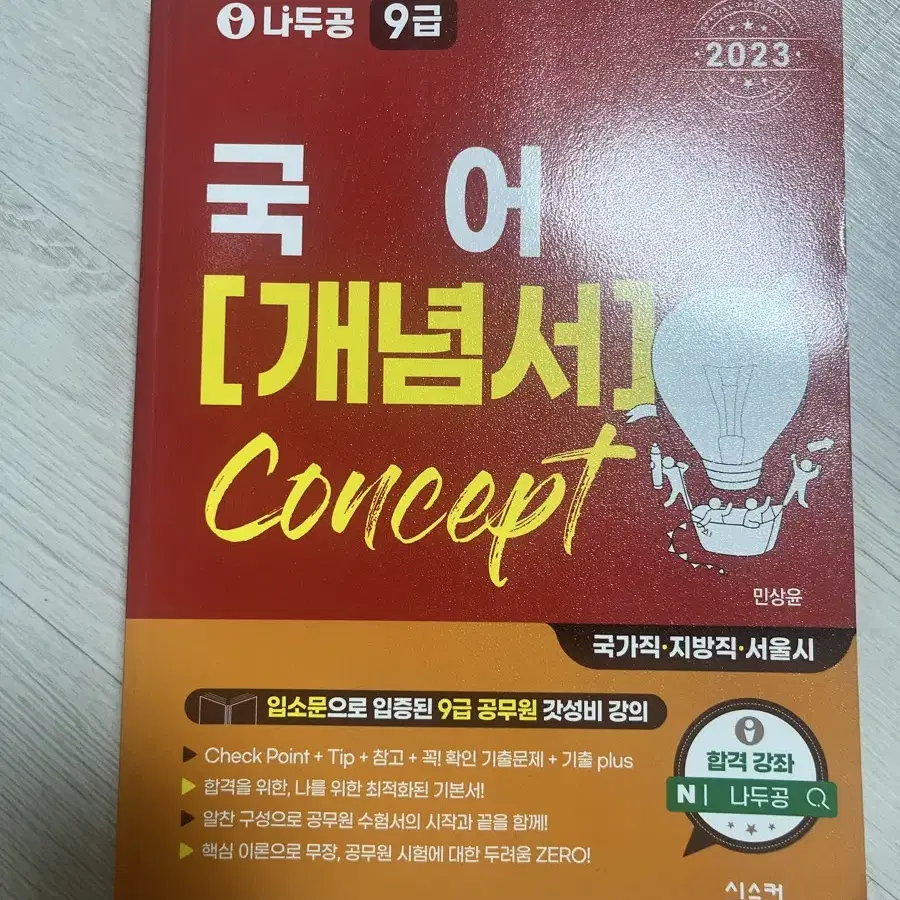 나두공 9급
2023
국어
[개념서]
Concept
민상윤
국가직·지방직·서울시
입소문으로 입증된 9급 공무원 갓성비 강의
Check Point + Tip + 참고 + 꼭! 확인 기출문제 + 기출 plus
합격을 위한, 나를 위한 최적화된 기본서!
알찬 구성으로 공무원 수험서의 시작과 끝을 함께!
핵심 이론으로 무장, 공무원 시험에 대한 두려움 ZERO!
합격 강좌
N 나두공
시스컴